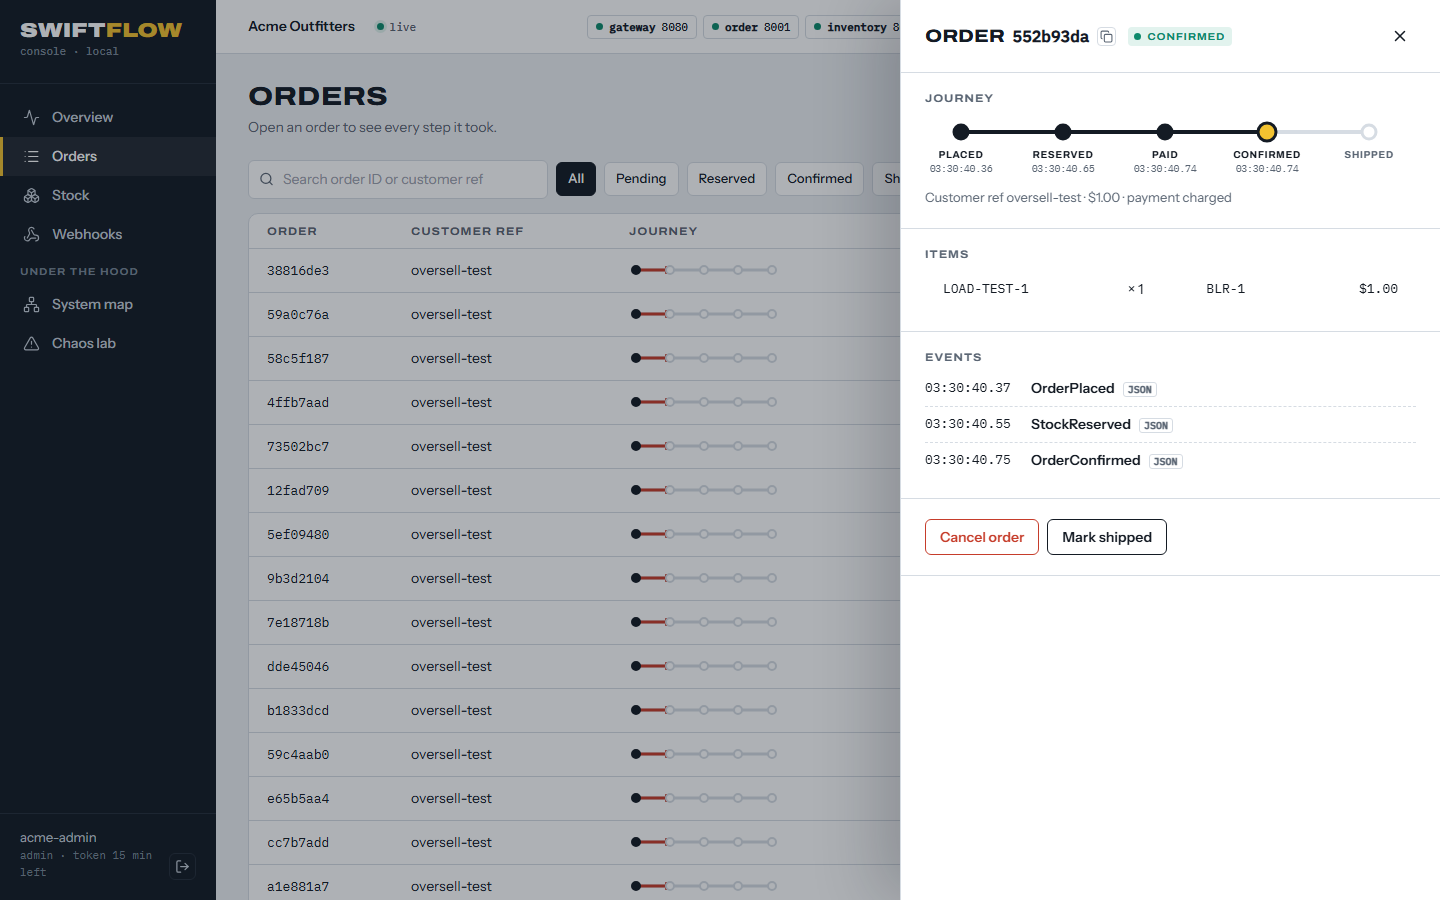 SWIFTFLOW
console · local
Overview
Orders
Stock
Webhooks
UNDER THE HOOD
System map
Chaos lab
acme-admin
admin · token 15 min
left
Acme Outfitters
live
gateway 8080
order 8001
inventory 8
ORDERS
Open an order to see every step it took.
Search order ID or customer ref
All
Pending
Reserved
Confirmed
Sh
ORDER CUSTOMER REF JOURNEY
38816de3 oversell-test
59a0c76a oversell-test
58c5f187 oversell-test
4ffb7aad oversell-test
73502bc7 oversell-test
12fad709 oversell-test
5ef09480 oversell-test
9b3d2104 oversell-test
7e18718b oversell-test
dde45046 oversell-test
b1833dcd oversell-test
59c4aab0 oversell-test
e65b5aa4 oversell-test
cc7b7add oversell-test
a1e881a7 oversell-test
ORDER 552b93da CONFIRMED
JOURNEY
PLACED RESERVED PAID CONFIRMED SHIPPED
03:30:40.36 03:30:40.65 03:30:40.74 03:30:40.74
Customer ref oversell-test · $1.00 · payment charged
ITEMS
LOAD-TEST-1 ×1 BLR-1 $1.00
EVENTS
03:30:40.37 OrderPlaced JSON
03:30:40.55 StockReserved JSON
03:30:40.75 OrderConfirmed JSON
Cancel order
Mark shipped